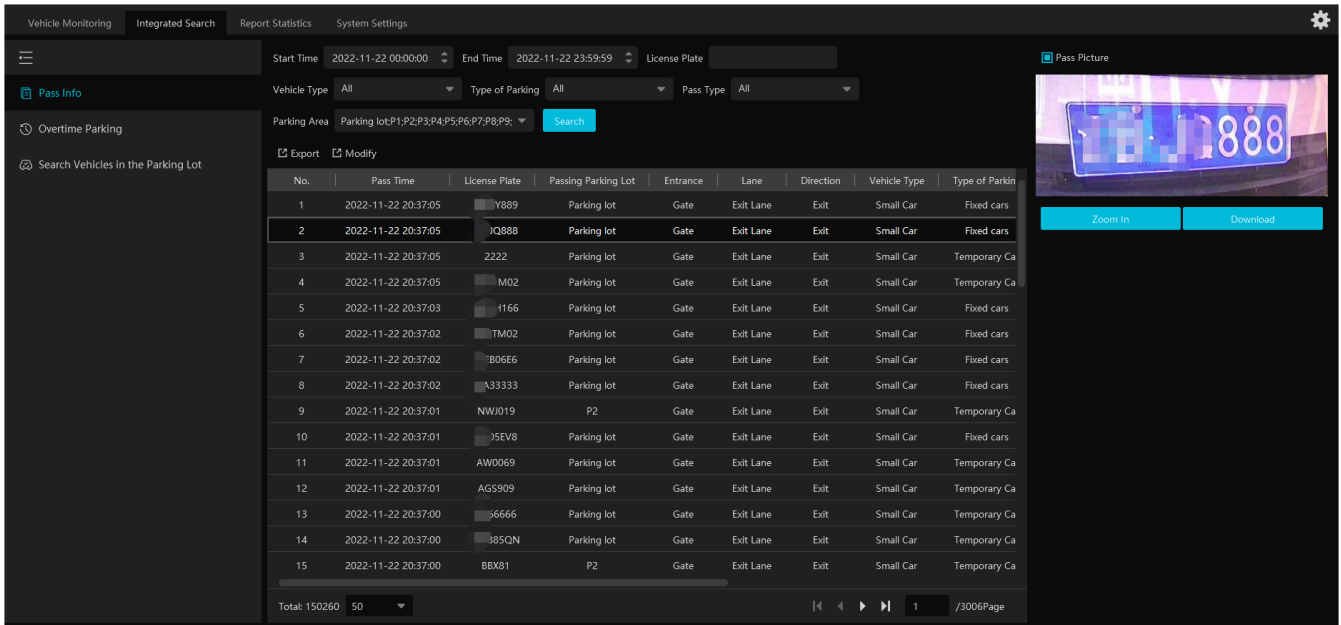 Vehicle Monitoring Integrated Search Report Statistics System Settings
Pass Info
Overtime Parking
Search Vehicles in the Parking Lot
Start Time 2022-11-22 00:00:00 End Time 2022-11-22 23:59:59 License Plate
Vehicle Type All Type of Parking All Pass Type All
Parking Area Parking lot;P1;P2;P3;P4;P5;P6;P7;P8;P9; Search
Export Modify
No. Pass Time License Plate Passing Parking Lot Entrance Lane Direction Vehicle Type Type of Parkin
1 2022-11-22 20:37:05 Y889 Parking lot Gate Exit Lane Exit Small Car Fixed cars
2 2022-11-22 20:37:05 JQ888 Parking lot Gate Exit Lane Exit Small Car Fixed cars
3 2022-11-22 20:37:05 2222 Parking lot Gate Exit Lane Exit Small Car Temporary Ca
4 2022-11-22 20:37:05 M02 Parking lot Gate Exit Lane Exit Small Car Temporary Ca
5 2022-11-22 20:37:03 H166 Parking lot Gate Exit Lane Exit Small Car Fixed cars
6 2022-11-22 20:37:02 TM02 Parking lot Gate Exit Lane Exit Small Car Fixed cars
7 2022-11-22 20:37:02 B06E6 Parking lot Gate Exit Lane Exit Small Car Fixed cars
8 2022-11-22 20:37:02 A33333 Parking lot Gate Exit Lane Exit Small Car Fixed cars
9 2022-11-22 20:37:01 NWJ019 P2 Gate Exit Lane Exit Small Car Temporary Ca
10 2022-11-22 20:37:01 05EV8 Parking lot Gate Exit Lane Exit Small Car Fixed cars
11 2022-11-22 20:37:01 AW0069 Parking lot Gate Exit Lane Exit Small Car Temporary Ca
12 2022-11-22 20:37:01 AGS909 Parking lot Gate Exit Lane Exit Small Car Temporary Ca
13 2022-11-22 20:37:00 66666 Parking lot Gate Exit Lane Exit Small Car Temporary Ca
14 2022-11-22 20:37:00 885QN Parking lot Gate Exit Lane Exit Small Car Temporary Ca
15 2022-11-22 20:37:00 BBX81 P2 Gate Exit Lane Exit Small Car Temporary Ca
Total: 150260 50 1 /3006Page
Pass Picture
888
Zoom In Download